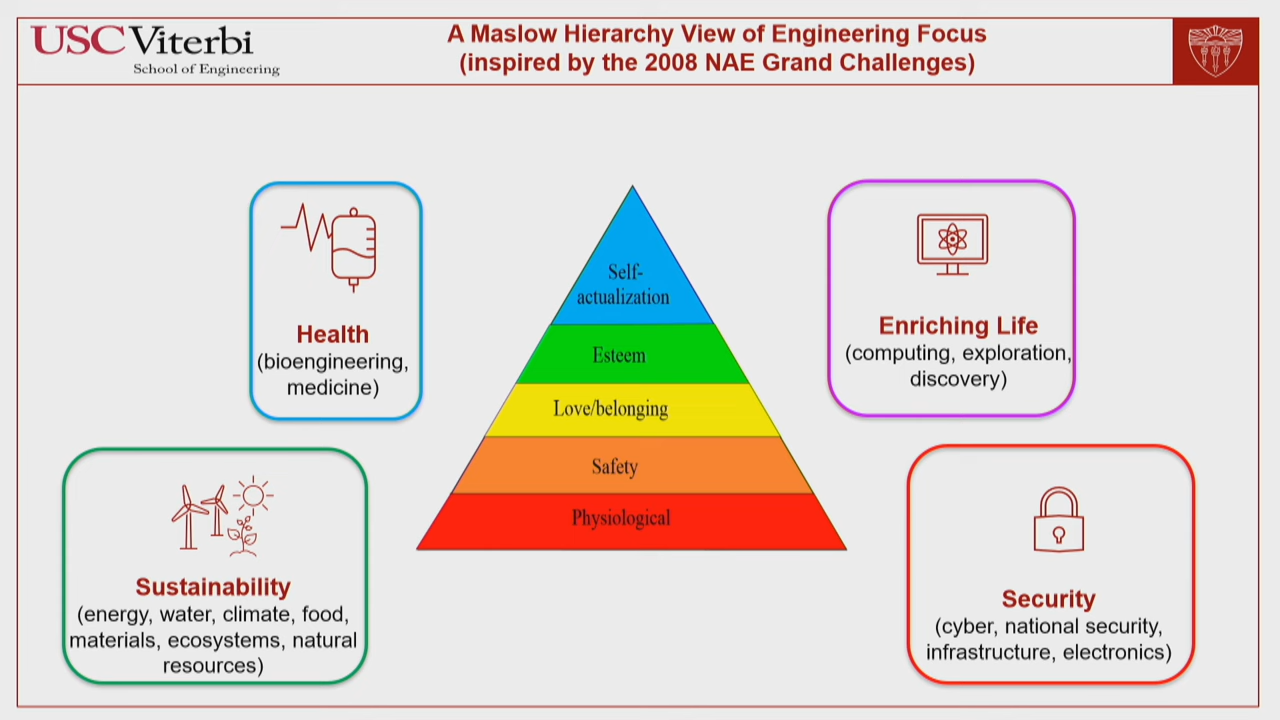 USC Viterbi
School of Engineering
A Maslow Hierarchy View of Engineering Focus
(inspired by the 2008 NAE Grand Challenges)
Health
(bioengineering,
medicine)
Sustainability
(energy, water, climate, food,
materials, ecosystems, natural
resources)
Self-
actualization
Esteem
Love/belonging
Safety
Physiological
Enriching Life
(computing, exploration,
discovery)
Security
(cyber, national security,
infrastructure, electronics)